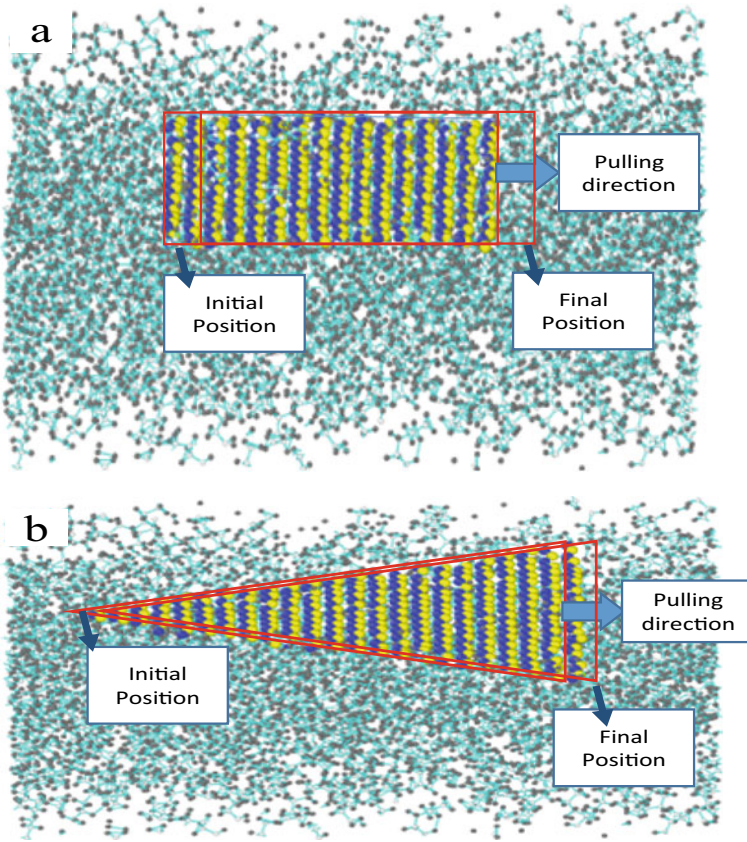 a
Pulling
direction
Initial
Position
Final
Position
b
Pulling
direction
Initial
Position
Final
Position